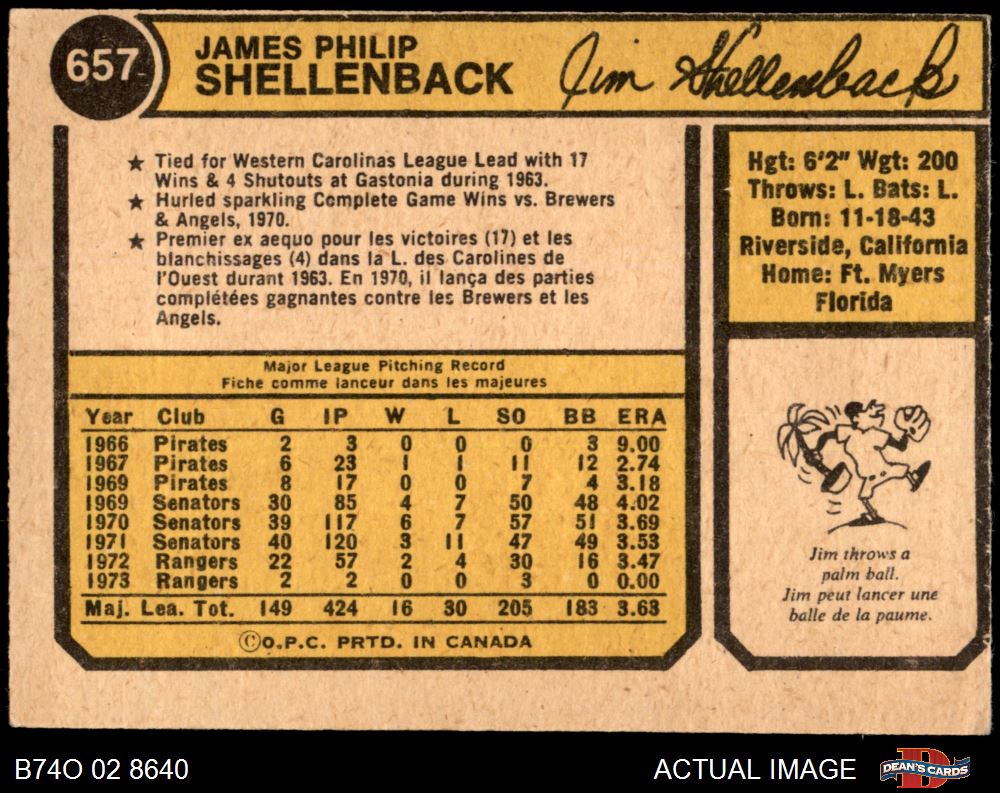 657
JAMES PHILIP
SHELLENBACK
Jim Shellenback
★ Tied for Western Carolinas League Lead with 17
Wins & 4 Shutouts at Gastonia during 1963.
★ Hurled sparkling Complete Game Wins vs. Brewers
& Angels, 1970.
★ Premier ex aequo pour les victoires (17) et les
blanchissages (4) dans la L. des Carolines de
l'Ouest durant 1963. En 1970, il lança des parties
complétées gagnantes contre les Brewers et les
Angels.
Hgt: 6'2" Wgt: 200
Throws: L. Bats: L.
Born: 11-18-43
Riverside, California
Home: Ft. Myers
Florida
Major League Pitching Record
Fiche comme lanceur dans les majeures
Year Club G IP W L SO BB ERA
1966 Pirates 2 3 0 0 0 3 9.00
1967 Pirates 6 23 1 1 11 12 2.74
1969 Pirates 8 17 0 0 7 4 3.18
1969 Senators 30 85 4 7 50 48 4.02
1970 Senators 39 117 6 7 57 51 3.69
1971 Senators 40 120 3 11 47 49 3.53
1972 Rangers 22 57 2 4 30 16 3.47
1973 Rangers 2 2 0 0 3 0 0.00
Maj. Lea. Tot. 149 424 16 30 205 183 3.63
©O.P.C. PRTD. IN CANADA
Jim throws a
palm ball.
Jim peut lancer une
balle de la paume.
B74O 02 8640
ACTUAL IMAGE
D
DEAN'S CARDS